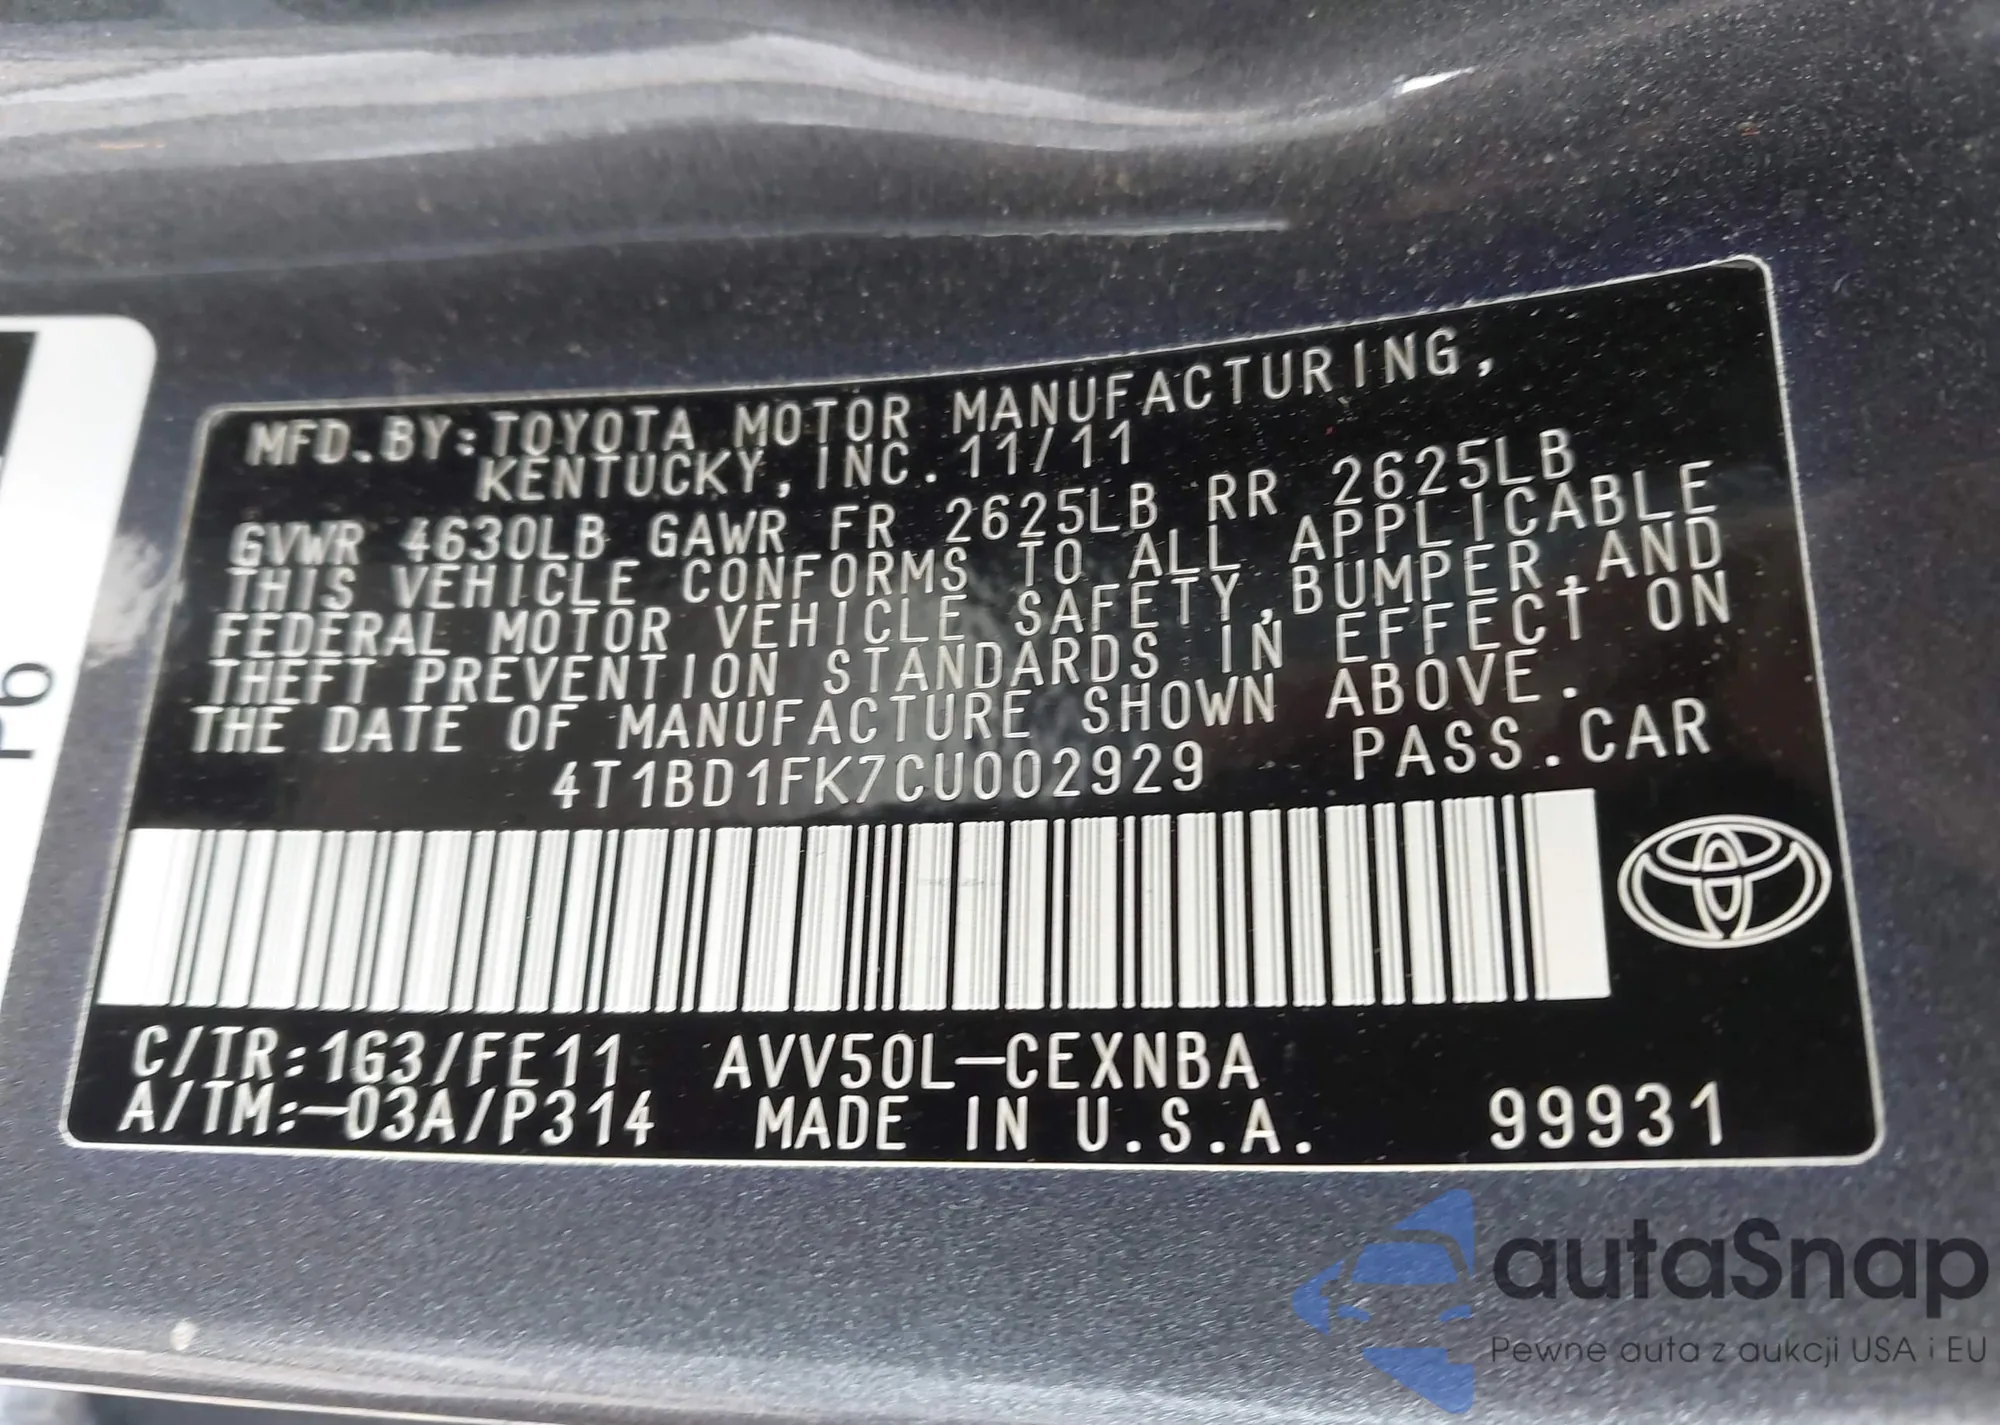 MFD.BY:TOYOTA MOTOR MANUFACTURING,
KENTUCKY,INC.11/11
GVWR 4630LB GAWR FR 2625LB RR 2625LB
THIS VEHICLE CONFORMS TO ALL APPLICABLE
FEDERAL MOTOR VEHICLE SAFETY,BUMPER,AND
THEFT PREVENTION STANDARDS IN EFFECT ON
THE DATE OF MANUFACTURE SHOWN ABOVE.
4T1BD1FK7CU002929 PASS.CAR
C/TR:1G3/FE11 AVV50L-CEXNBA
A/TM:-03A/P314 MADE IN U.S.A. 99931
autaSnap
Pewne auta z aukcji USA i EU